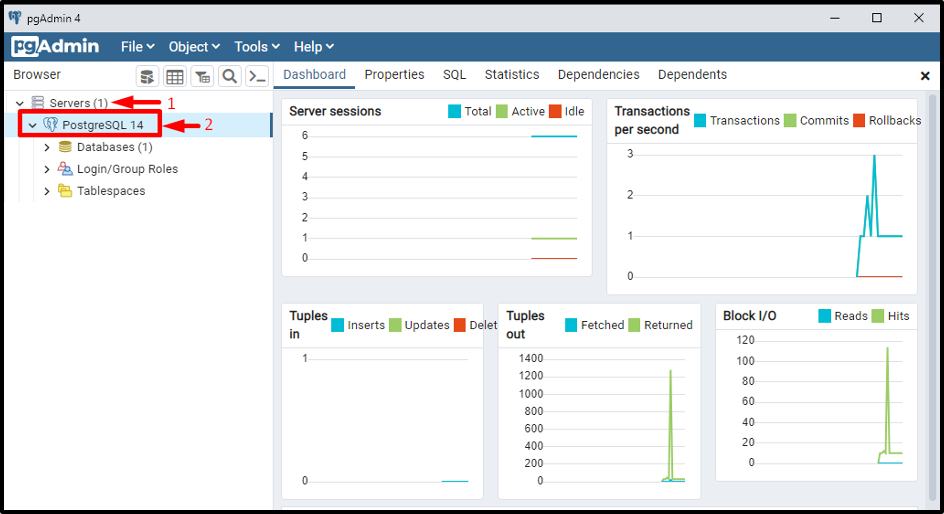 pgAdmin 4
pgAdmin File Object Tools Help
Browser
Dashboard Properties SQL Statistics Dependencies Dependents
Servers (1) 1
PostgreSQL 14 2
Databases (1)
Login/Group Roles
Tablespaces
Server sessions Total Active Idle
6
5
4
3
2
1
0
Transactions
per second
Transactions Commits Rollbacks
3
2
1
0
Tuples
in
Inserts Updates Delet
1
0
Tuples
out
Fetched Returned
1400
1200
1000
800
600
400
200
0
Block I/O Reads Hits
120
100
80
60
40
20
0